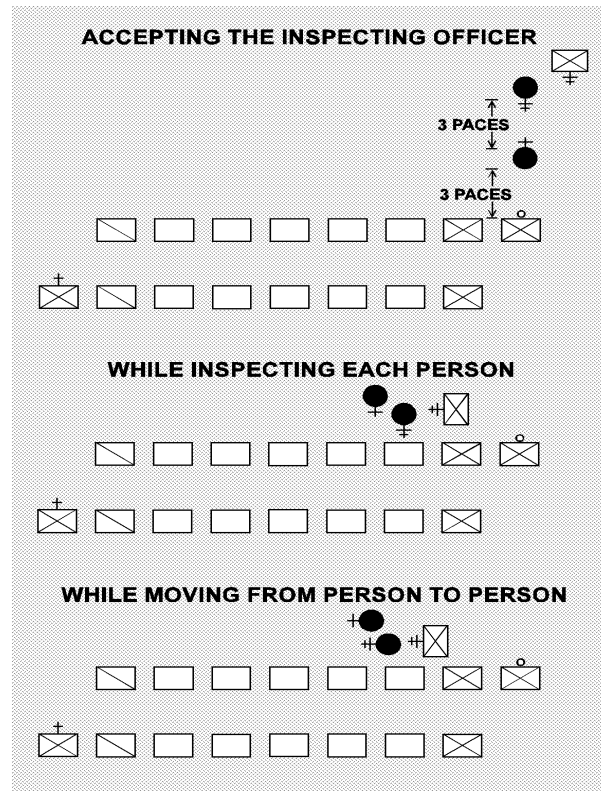 ACCEPTING THE INSPECTING OFFICER
3 PACES
3 PACES
WHILE INSPECTING EACH PERSON
WHILE MOVING FROM PERSON TO PERSON